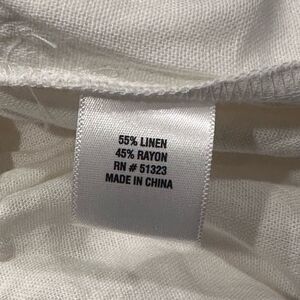 55% LINEN
45% RAYON
RN # 51323
MADE IN CHINA